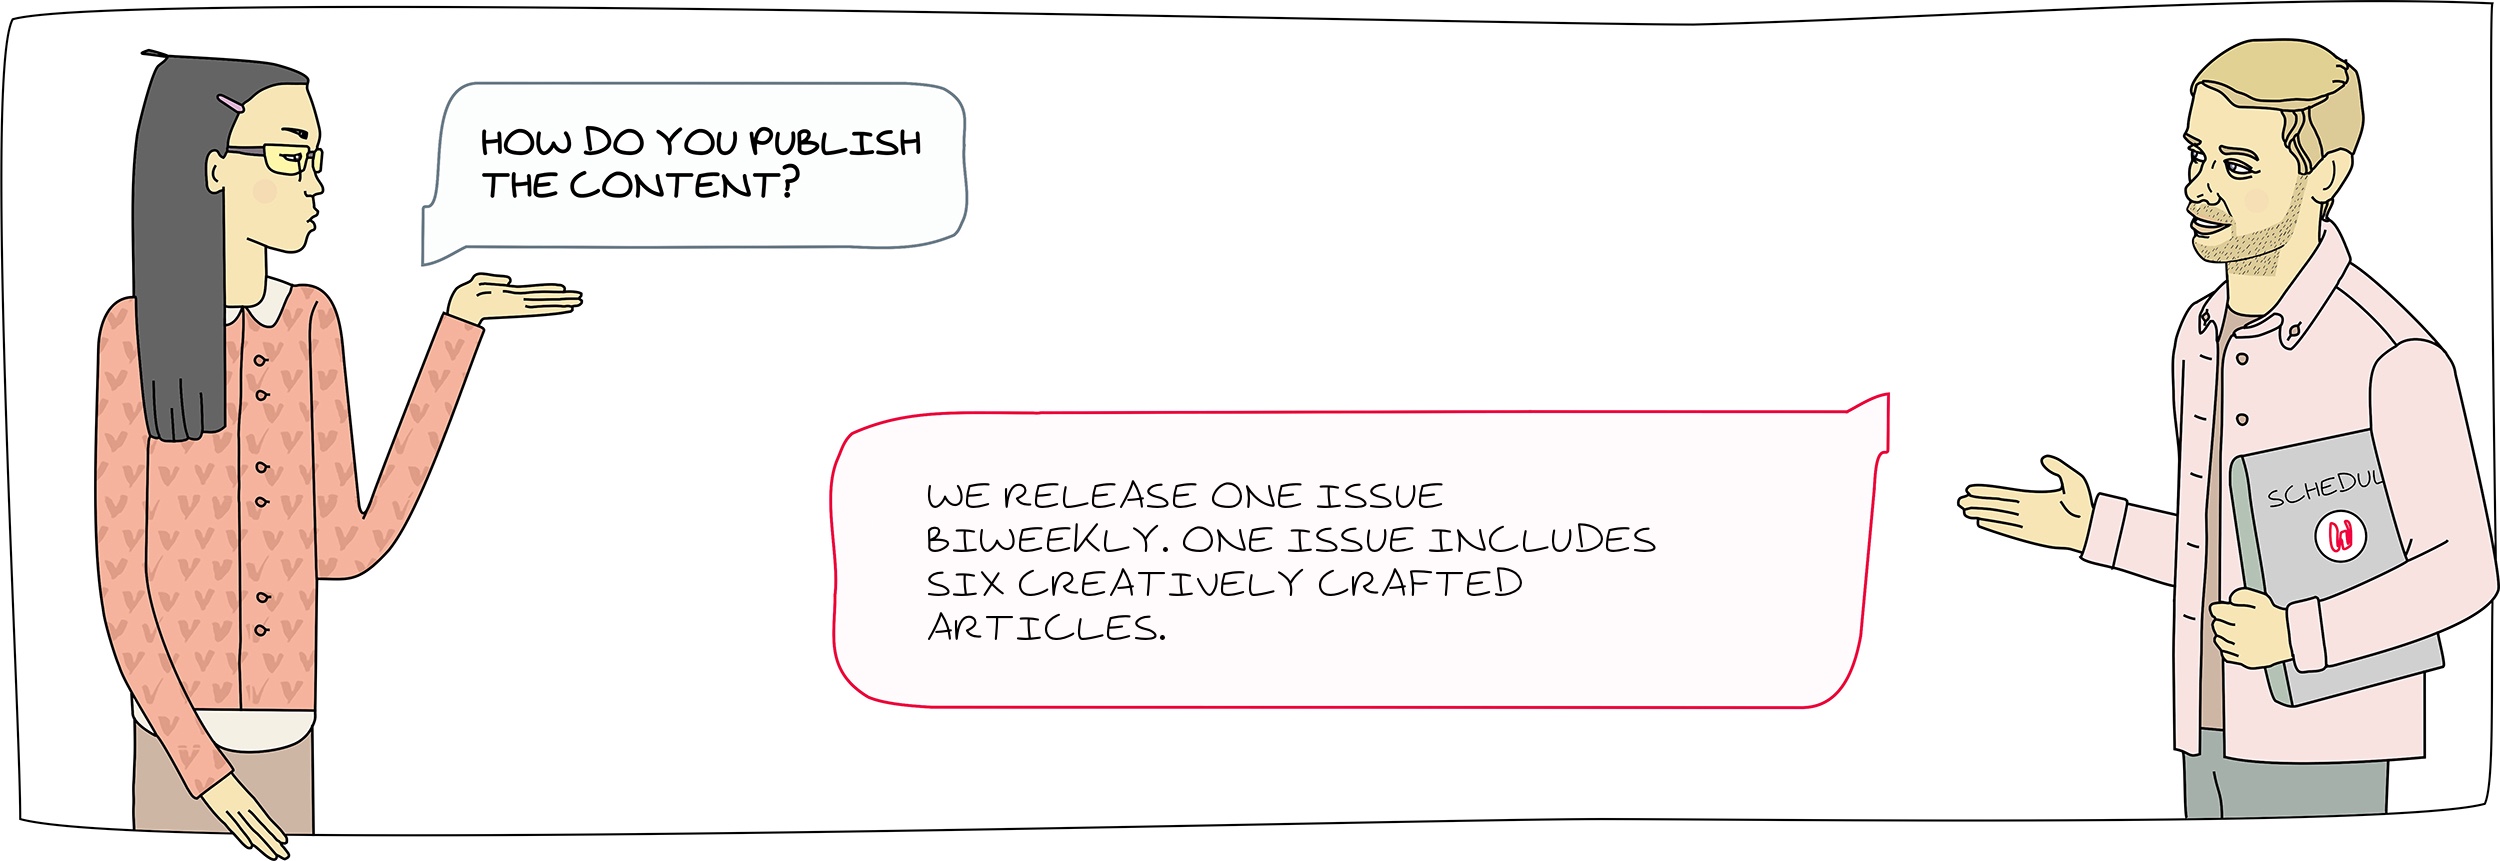 HOW DO YOU PUBLISH
THE CONTENT?
WE RELEASE ONE ISSUE
BIWEEKLY. ONE ISSUE INCLUDES
SIX CREATIVELY CRAFTED
ARTICLES.
SCHEDUL